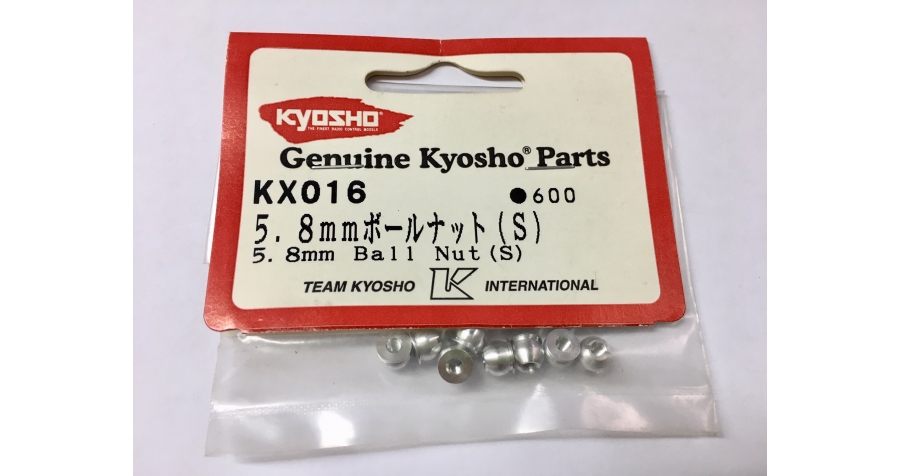 KYOSHO
THE FINEST RADIO CONTROL MODELS
Genuine Kyosho® Parts
KX016 ●600
5.8mmボールナット(S)
5.8mm Ball Nut(S)
TEAM KYOSHO K INTERNATIONAL